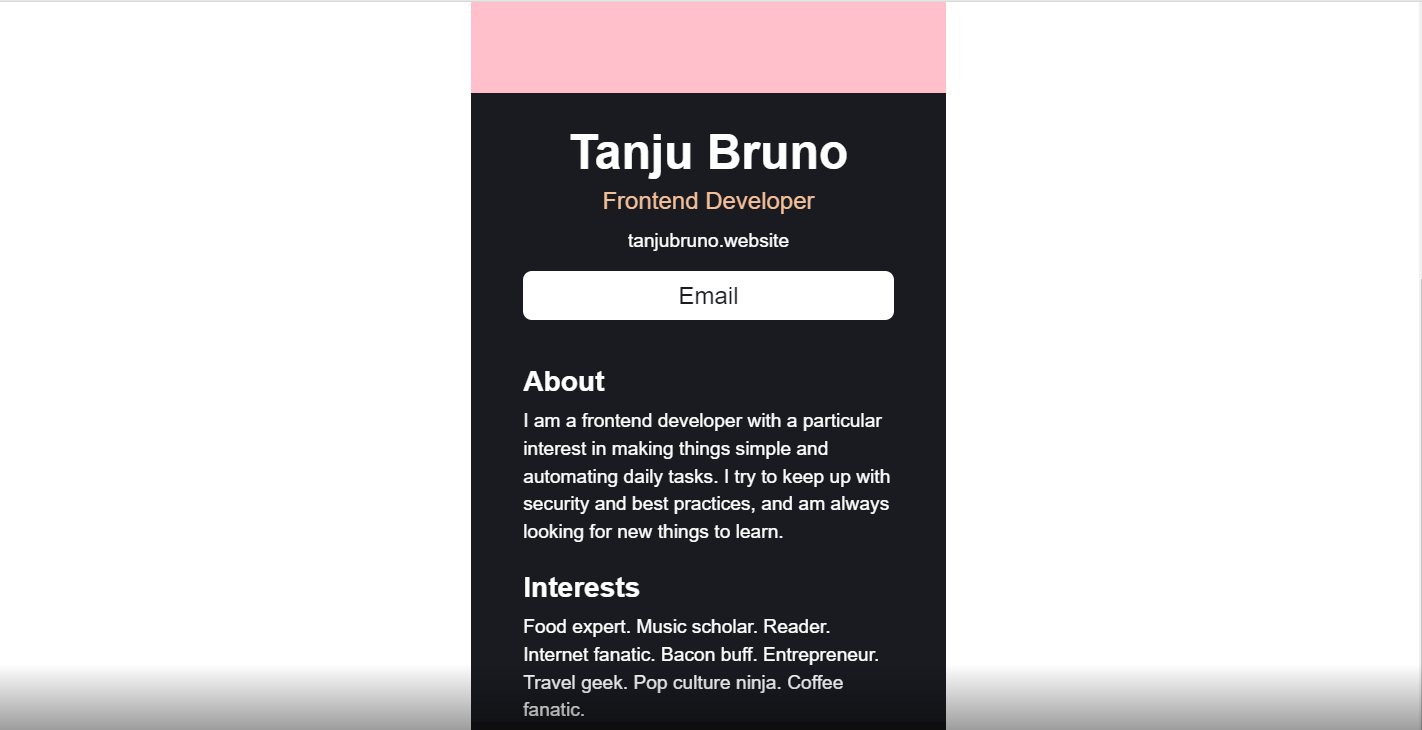 Tanju Bruno
Frontend Developer
tanjubruno.website
Email
About
I am a frontend developer with a particular
interest in making things simple and
automating daily tasks. I try to keep up with
security and best practices, and am always
looking for new things to learn.
Interests
Food expert. Music scholar. Reader.
Internet fanatic. Bacon buff. Entrepreneur.
Travel geek. Pop culture ninja. Coffee
fanatic.